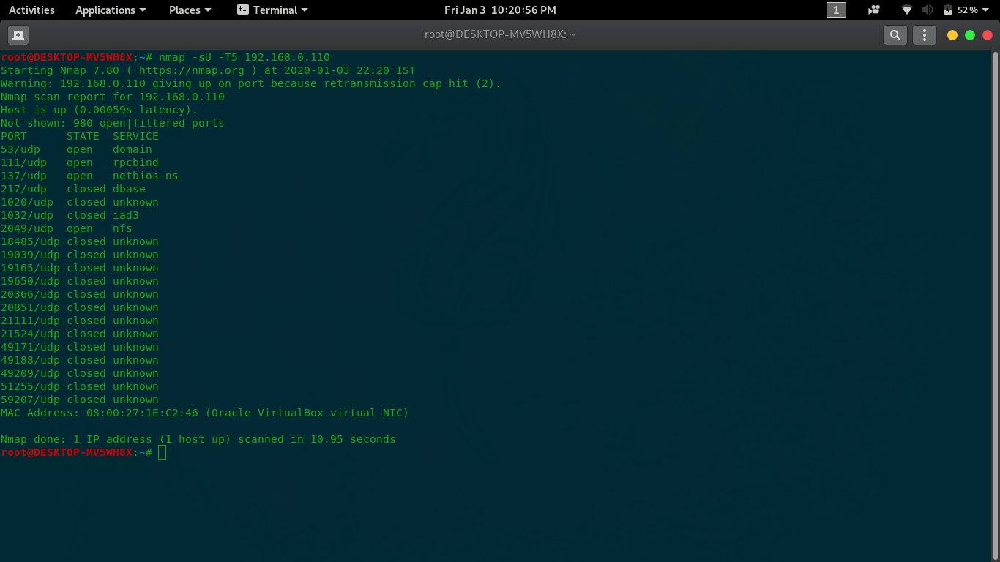 Activities Applications Places Terminal Fri Jan 3 10:20:56 PM 1 52%
root@DESKTOP-MV5WH8X: ~
root@DESKTOP-MV5WH8X:~# nmap -sU -T5 192.168.0.110
Starting Nmap 7.80 ( https://nmap.org ) at 2020-01-03 22:20 IST
Warning: 192.168.0.110 giving up on port because retransmission cap hit (2).
Nmap scan report for 192.168.0.110
Host is up (0.00059s latency).
Not shown: 980 open|filtered ports
PORT      STATE  SERVICE
53/udp    open   domain
111/udp   open   rpcbind
137/udp   open   netbios-ns
217/udp   closed dbase
1020/udp  closed unknown
1032/udp  closed iad3
2049/udp  open   nfs
18485/udp closed unknown
19039/udp closed unknown
19165/udp closed unknown
19650/udp closed unknown
20366/udp closed unknown
20851/udp closed unknown
21111/udp closed unknown
21524/udp closed unknown
49171/udp closed unknown
49188/udp closed unknown
49209/udp closed unknown
51255/udp closed unknown
59207/udp closed unknown
MAC Address: 08:00:27:1E:C2:46 (Oracle VirtualBox virtual NIC)
Nmap done: 1 IP address (1 host up) scanned in 10.95 seconds
root@DESKTOP-MV5WH8X:~#